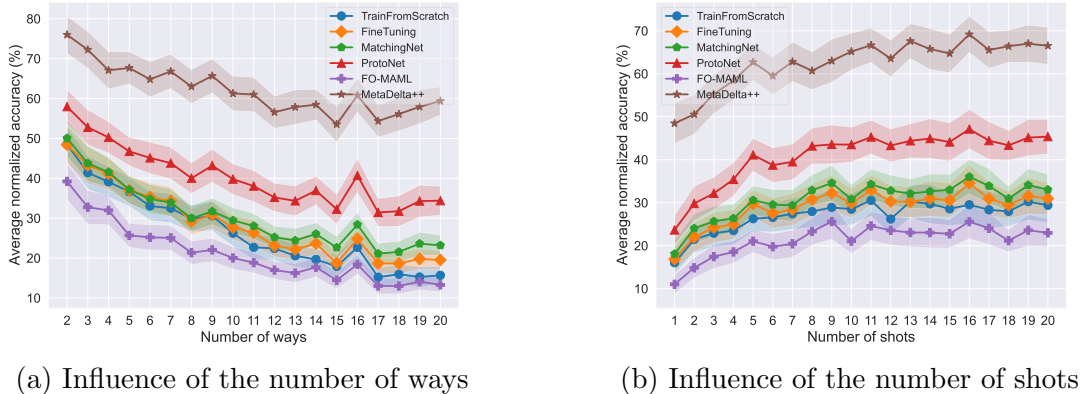 Average normalized accuracy (%)
80
70
60
50
40
30
20
10
TrainFromScratch
FineTuning
MatchingNet
ProtoNet
FO-MAML
MetaDelta++
2 3 4 5 6 7 8 9 10 11 12 13 14 15 16 17 18 19 20
Number of ways
(a) Influence of the number of ways
Average normalized accuracy (%)
70
60
50
40
30
20
10
TrainFromScratch
FineTuning
MatchingNet
ProtoNet
FO-MAML
MetaDelta++
1 2 3 4 5 6 7 8 9 10 11 12 13 14 15 16 17 18 19 20
Number of shots
(b) Influence of the number of shots